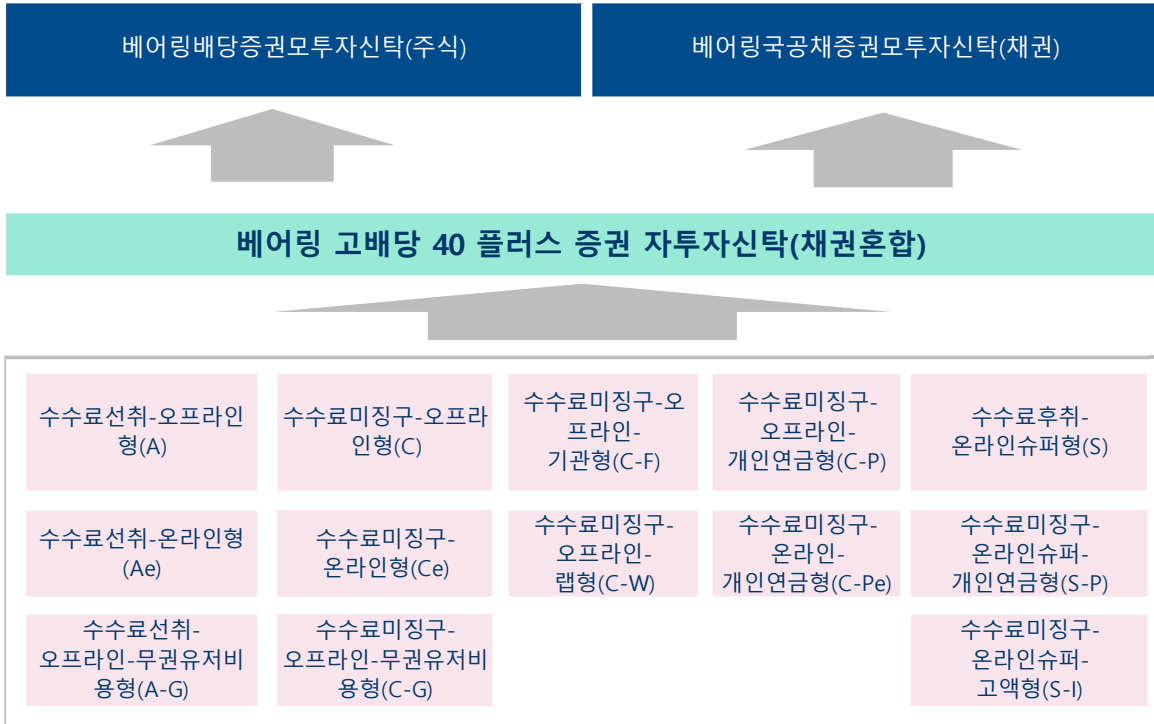 베어링배당증권모투자신탁(주식)
베어링국공채증권모투자신탁(채권)
베어링 고배당 40 플러스 증권 자투자신탁(채권혼합)
수수료선취-오프라인
형(A)
수수료미징구-오프라
인형(C)
수수료미징구-오
프라인-
기관형(C-F)
수수료미징구-
오프라인-
개인연금형(C-P)
수수료후취-
온라인슈퍼형(S)
수수료선취-온라인형
(Ae)
수수료미징구-
온라인형(Ce)
수수료미징구-
오프라인-
랩형(C-W)
수수료미징구-
온라인-
개인연금형(C-Pe)
수수료미징구-
온라인슈퍼-
개인연금형(S-P)
수수료선취-
오프라인-무권유저비
용형(A-G)
수수료미징구-
오프라인-무권유저비
용형(C-G)
수수료미징구-
온라인슈퍼-
고액형(S-I)